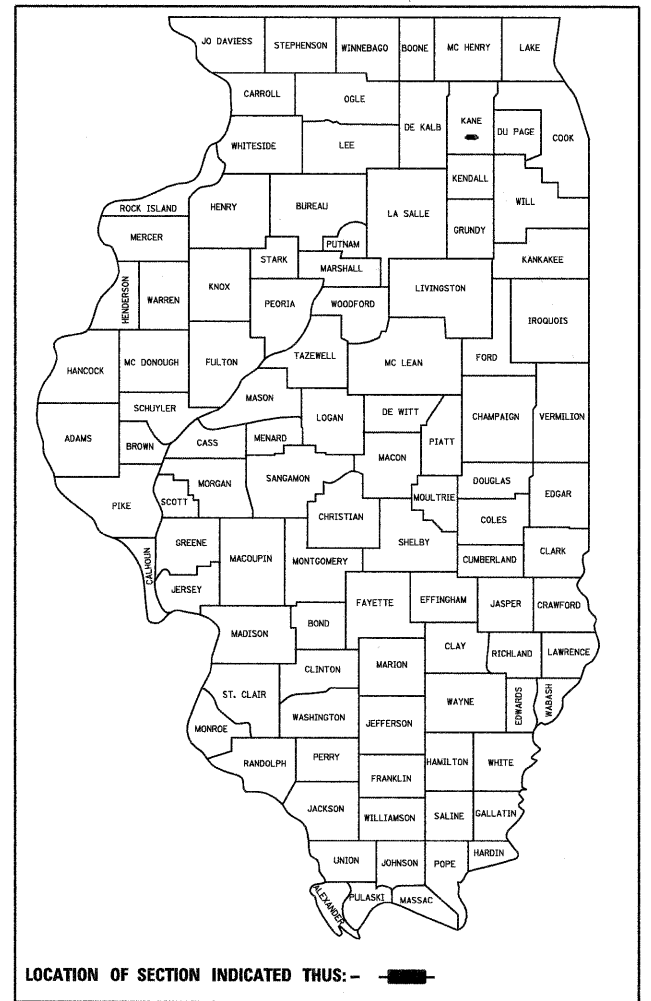 JO DAVIESS STEPHENSON WINNEBAGO BOONE MC HENRY LAKE
CARROLL OGLE DE KALB KANE DU PAGE COOK
WHITESIDE LEE KENDALL WILL
ROCK ISLAND HENRY BUREAU LA SALLE GRUNDY
MERCER PUTNAM KANKAKEE
HENDERSON WARREN KNOX STARK MARSHALL LIVINGSTON
PEORIA WOODFORD IROQUOIS
HANCOCK MC DONOUGH FULTON TAZEWELL MC LEAN FORD
SCHUYLER MASON LOGAN DE WITT CHAMPAIGN VERMILION
ADAMS BROWN CASS MENARD MACON PIATT
PIKE SCOTT MORGAN SANGAMON CHRISTIAN MOULTRIE DOUGLAS EDGAR
COLES
CALHOUN GREENE MACOUPIN MONTGOMERY SHELBY CUMBERLAND CLARK
JERSEY
MADISON BOND FAYETTE EFFINGHAM JASPER CRAWFORD
CLINTON MARION CLAY RICHLAND LAWRENCE
ST. CLAIR WASHINGTON JEFFERSON WAYNE EDWARDS WABASH
MONROE
RANDOLPH PERRY FRANKLIN HAMILTON WHITE
JACKSON WILLIAMSON SALINE GALLATIN
UNION JOHNSON POPE HARDIN
ALEXANDER PULASKI MASSAC
LOCATION OF SECTION INDICATED THUS: -